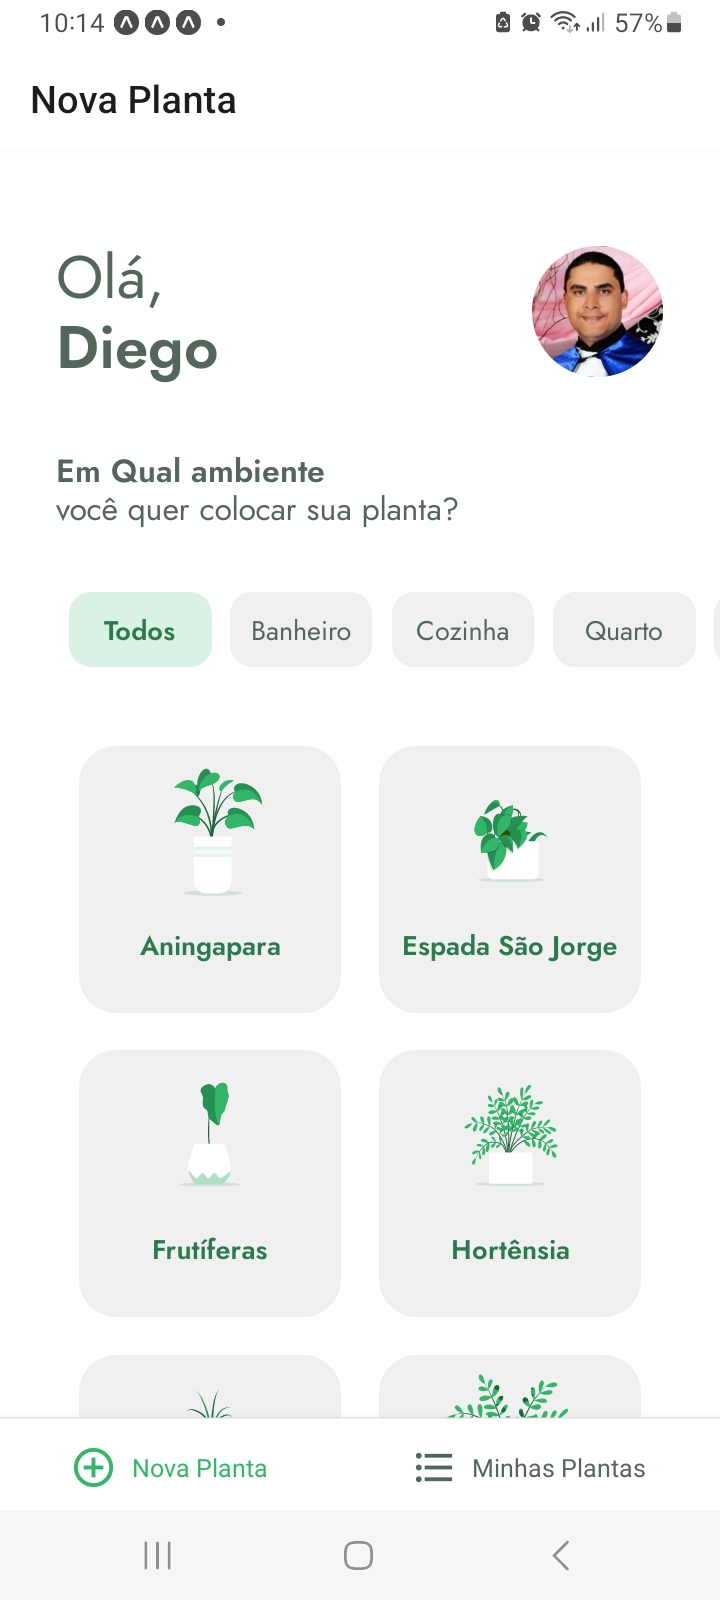 10:14
57%
Nova Planta
Olá,
Diego
Em Qual ambiente
você quer colocar sua planta?
Todos
Banheiro
Cozinha
Quarto
Aningapara
Espada São Jorge
Frutíferas
Hortênsia
Nova Planta
Minhas Plantas